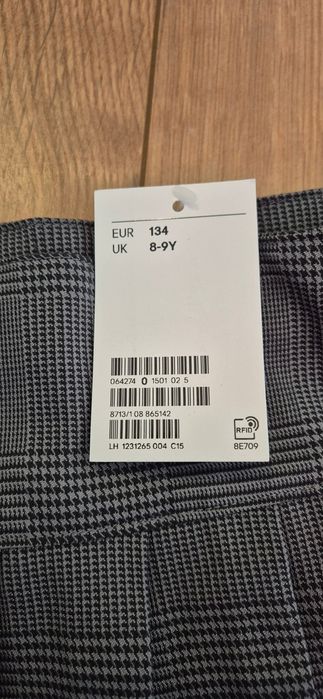 EUR 134
UK 8-9Y
064274 0 1501 02 5
8713/1 08 865142
RFID
LH 1231265 004 C15
8E709